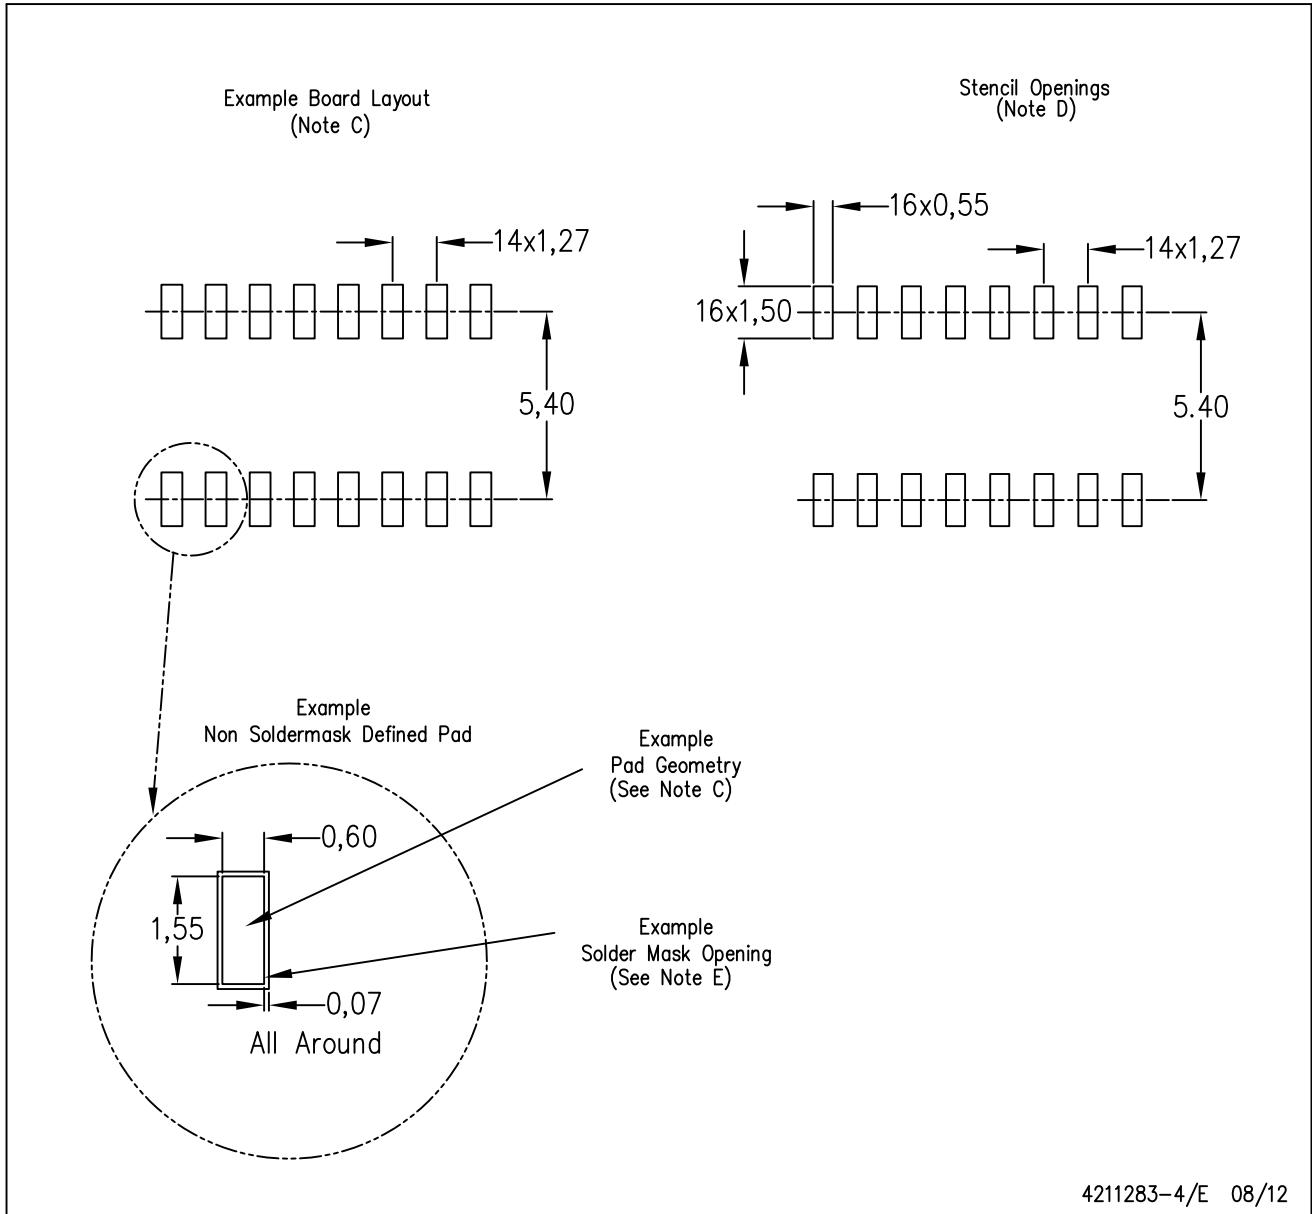 Example Board Layout
(Note C)
Stencil Openings
(Note D)
14x1,27
5,40
16x0,55
14x1,27
16x1,50
5.40
Example
Non Soldermask Defined Pad
Example
Pad Geometry
(See Note C)
0,60
1,55
Example
Solder Mask Opening
(See Note E)
0,07
All Around
4211283-4/E 08/12